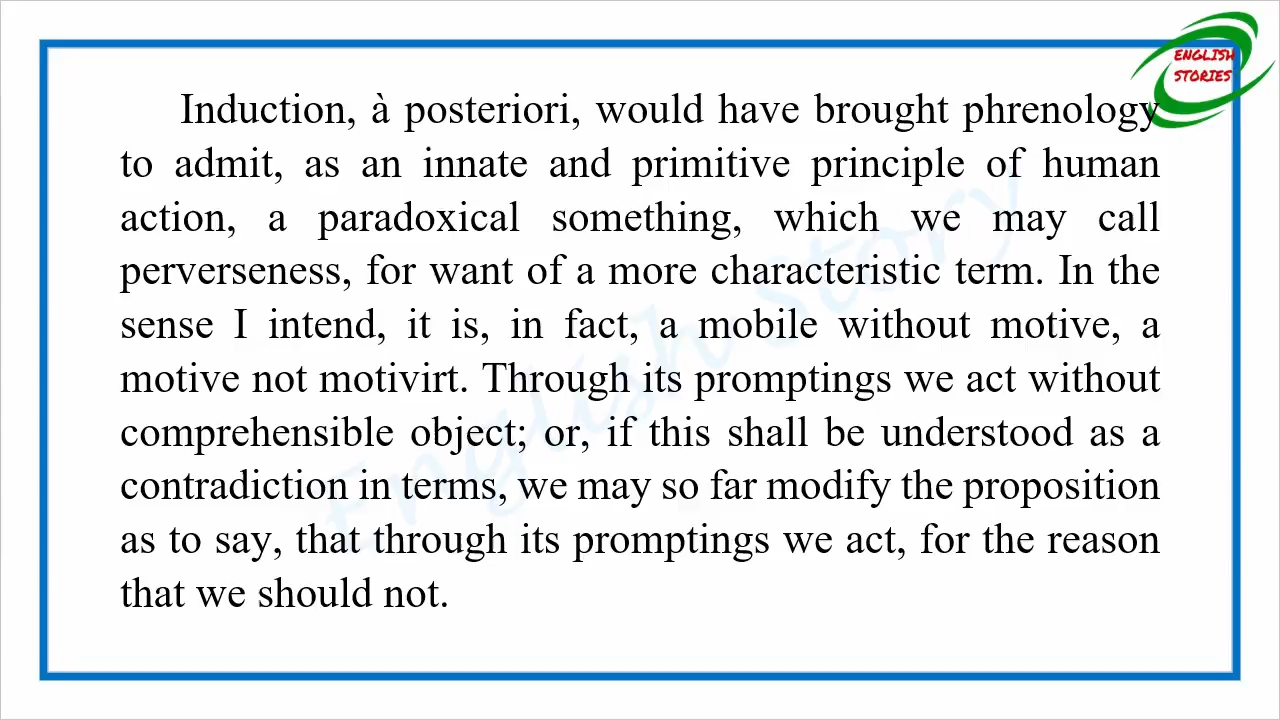 ENGLISH
STORIES
Induction, à posteriori, would have brought phrenology
to admit, as an innate and primitive principle of human
action, a paradoxical something, which we may call
perverseness, for want of a more characteristic term. In the
sense I intend, it is, in fact, a mobile without motive, a
motive not motivirt. Through its promptings we act without
comprehensible object; or, if this shall be understood as a
contradiction in terms, we may so far modify the proposition
as to say, that through its promptings we act, for the reason
that we should not.
English Story